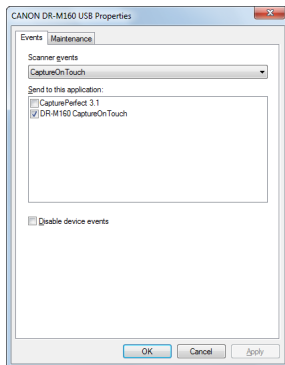 CANON DR-M160 USB Properties
Events Maintenance
Scanner events
CaptureOnTouch
Send to this application:
CapturePerfect 3.1
DR-M160 CaptureOnTouch
Disable device events
OK Cancel Apply